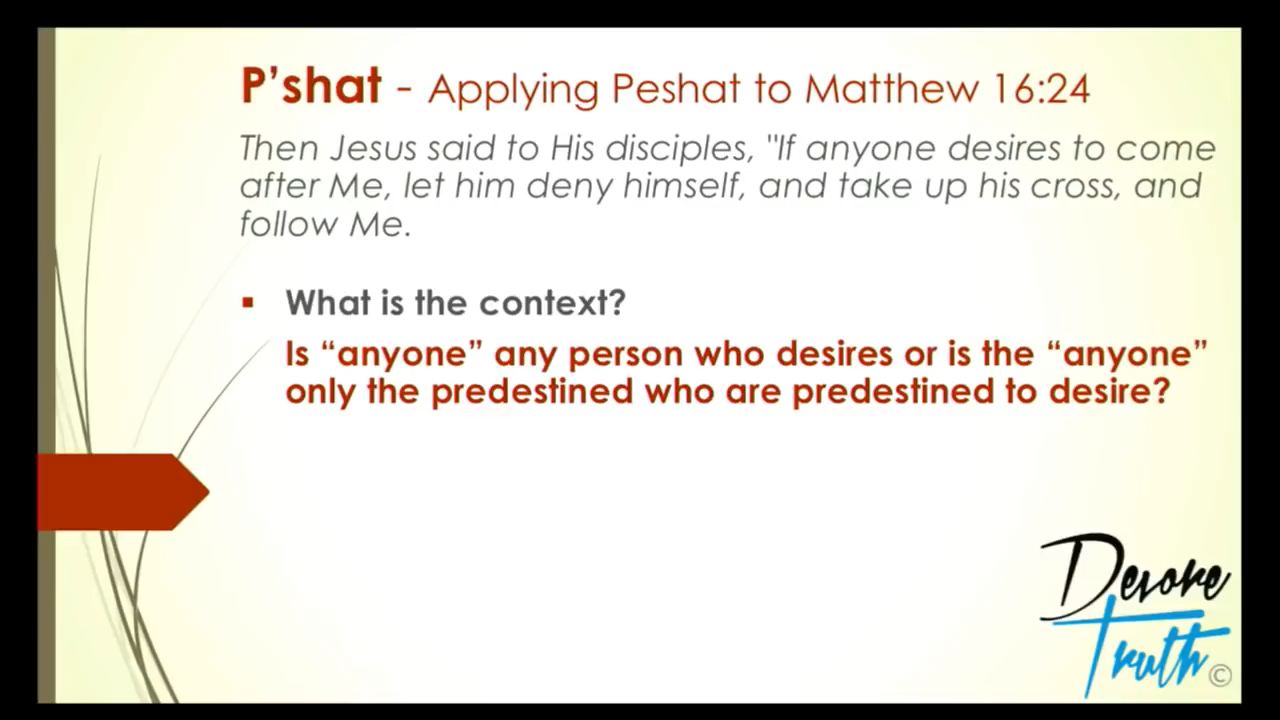 P’shat - Applying Peshat to Matthew 16:24
Then Jesus said to His disciples, "If anyone desires to come
after Me, let him deny himself, and take up his cross, and
follow Me.
▪ What is the context?
Is “anyone” any person who desires or is the “anyone”
only the predestined who are predestined to desire?
Devore
Truth ©